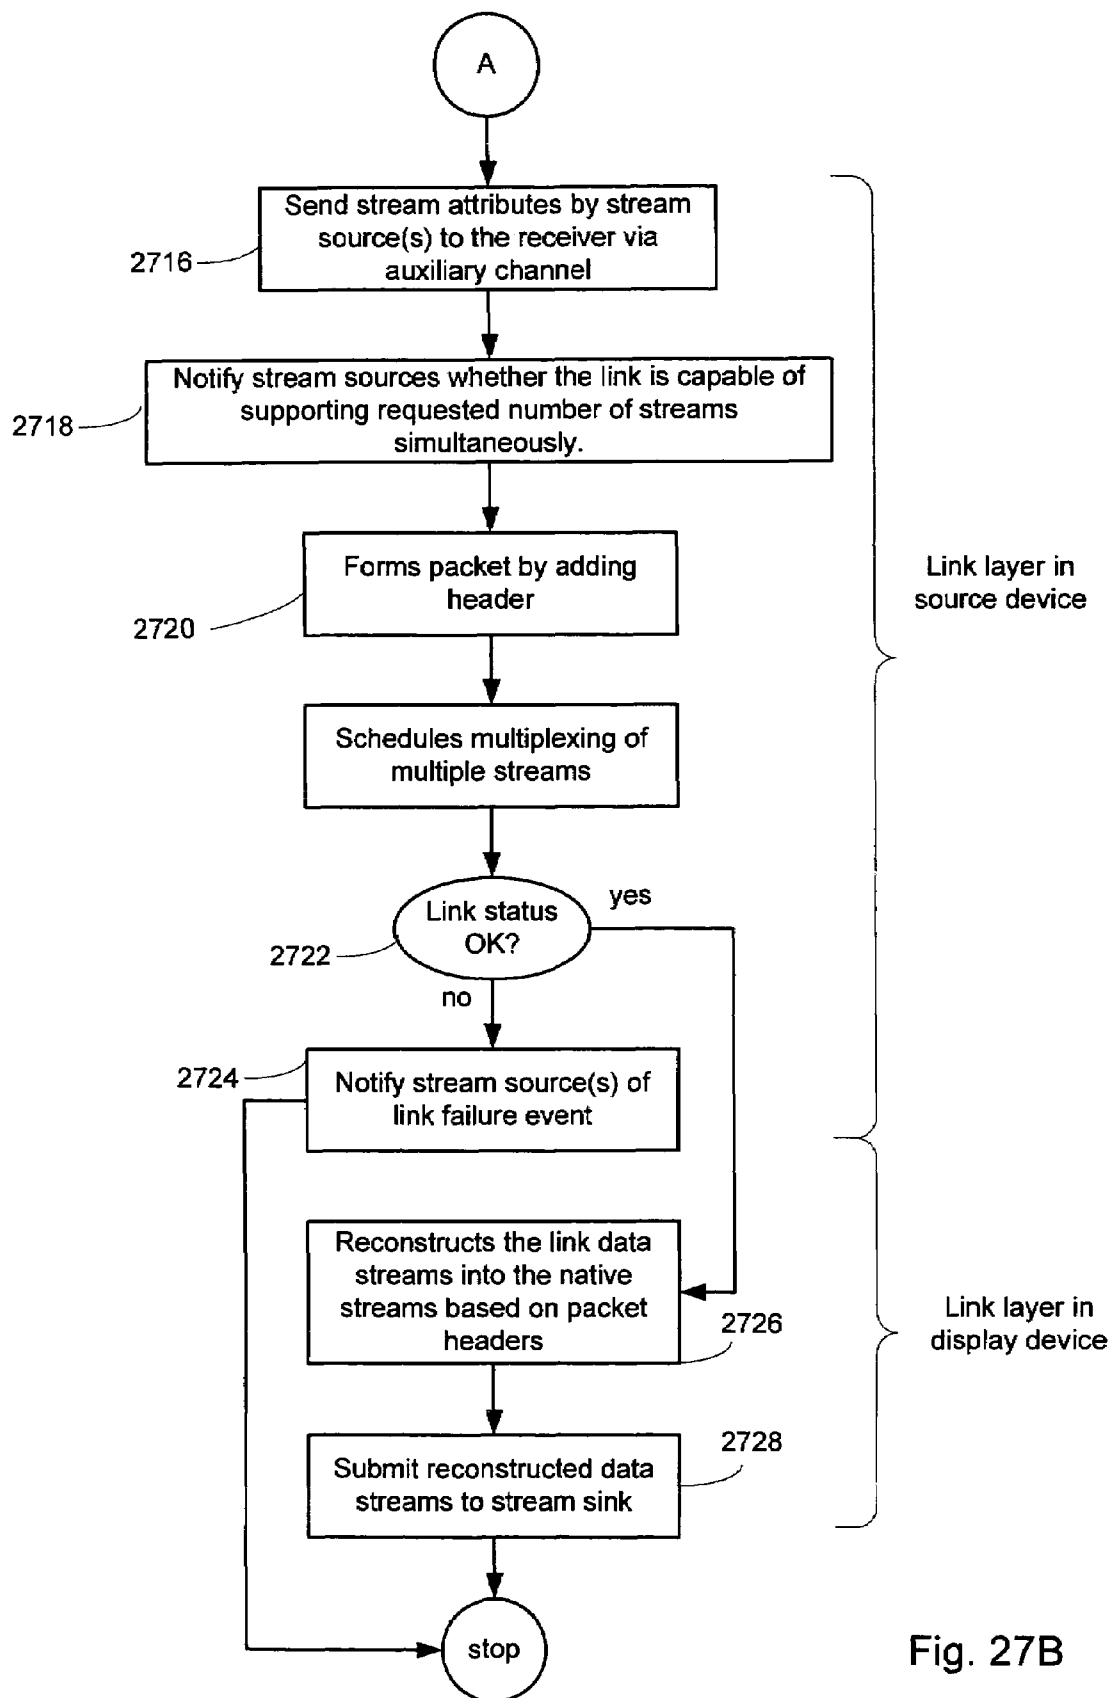 A
Send stream attributes by stream
source(s) to the receiver via
auxiliary channel
2716
Notify stream sources whether the link is capable of
supporting requested number of streams
simultaneously.
2718
Forms packet by adding
header
2720
Link layer in
source device
Schedules multiplexing of
multiple streams
Link status
OK?
yes
2722
no
2724
Notify stream source(s) of
link failure event
Reconstructs the link data
streams into the native
streams based on packet
headers
2726
Link layer in
display device
2728
Submit reconstructed data
streams to stream sink
stop
Fig. 27B